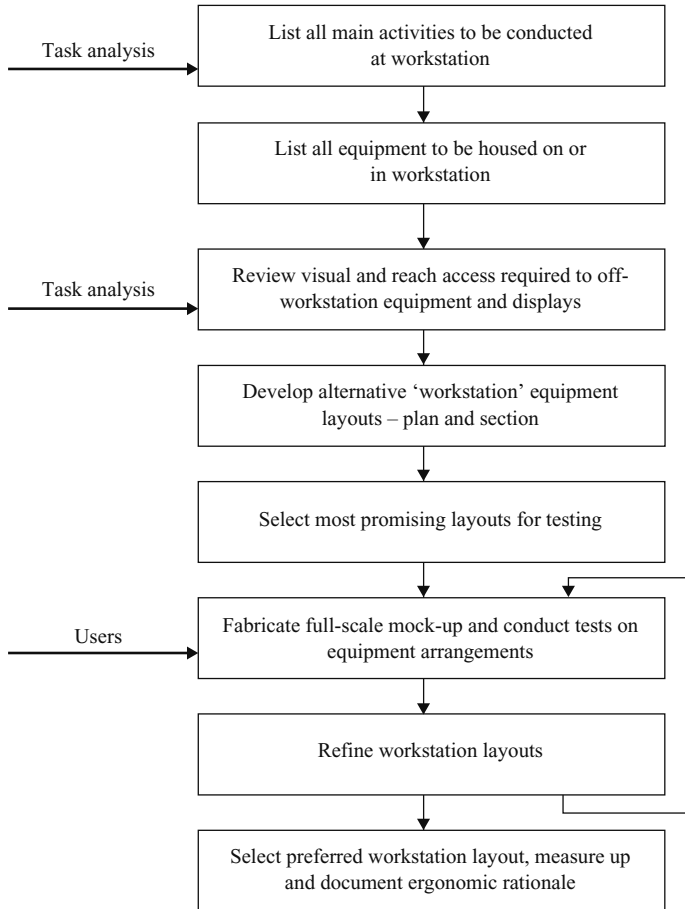 Task analysis
List all main activities to be conducted
at workstation
List all equipment to be housed on or
in workstation
Task analysis
Review visual and reach access required to off-
workstation equipment and displays
Develop alternative ‘workstation’ equipment
layouts – plan and section
Select most promising layouts for testing
Users
Fabricate full-scale mock-up and conduct tests on
equipment arrangements
Refine workstation layouts
Select preferred workstation layout, measure up
and document ergonomic rationale